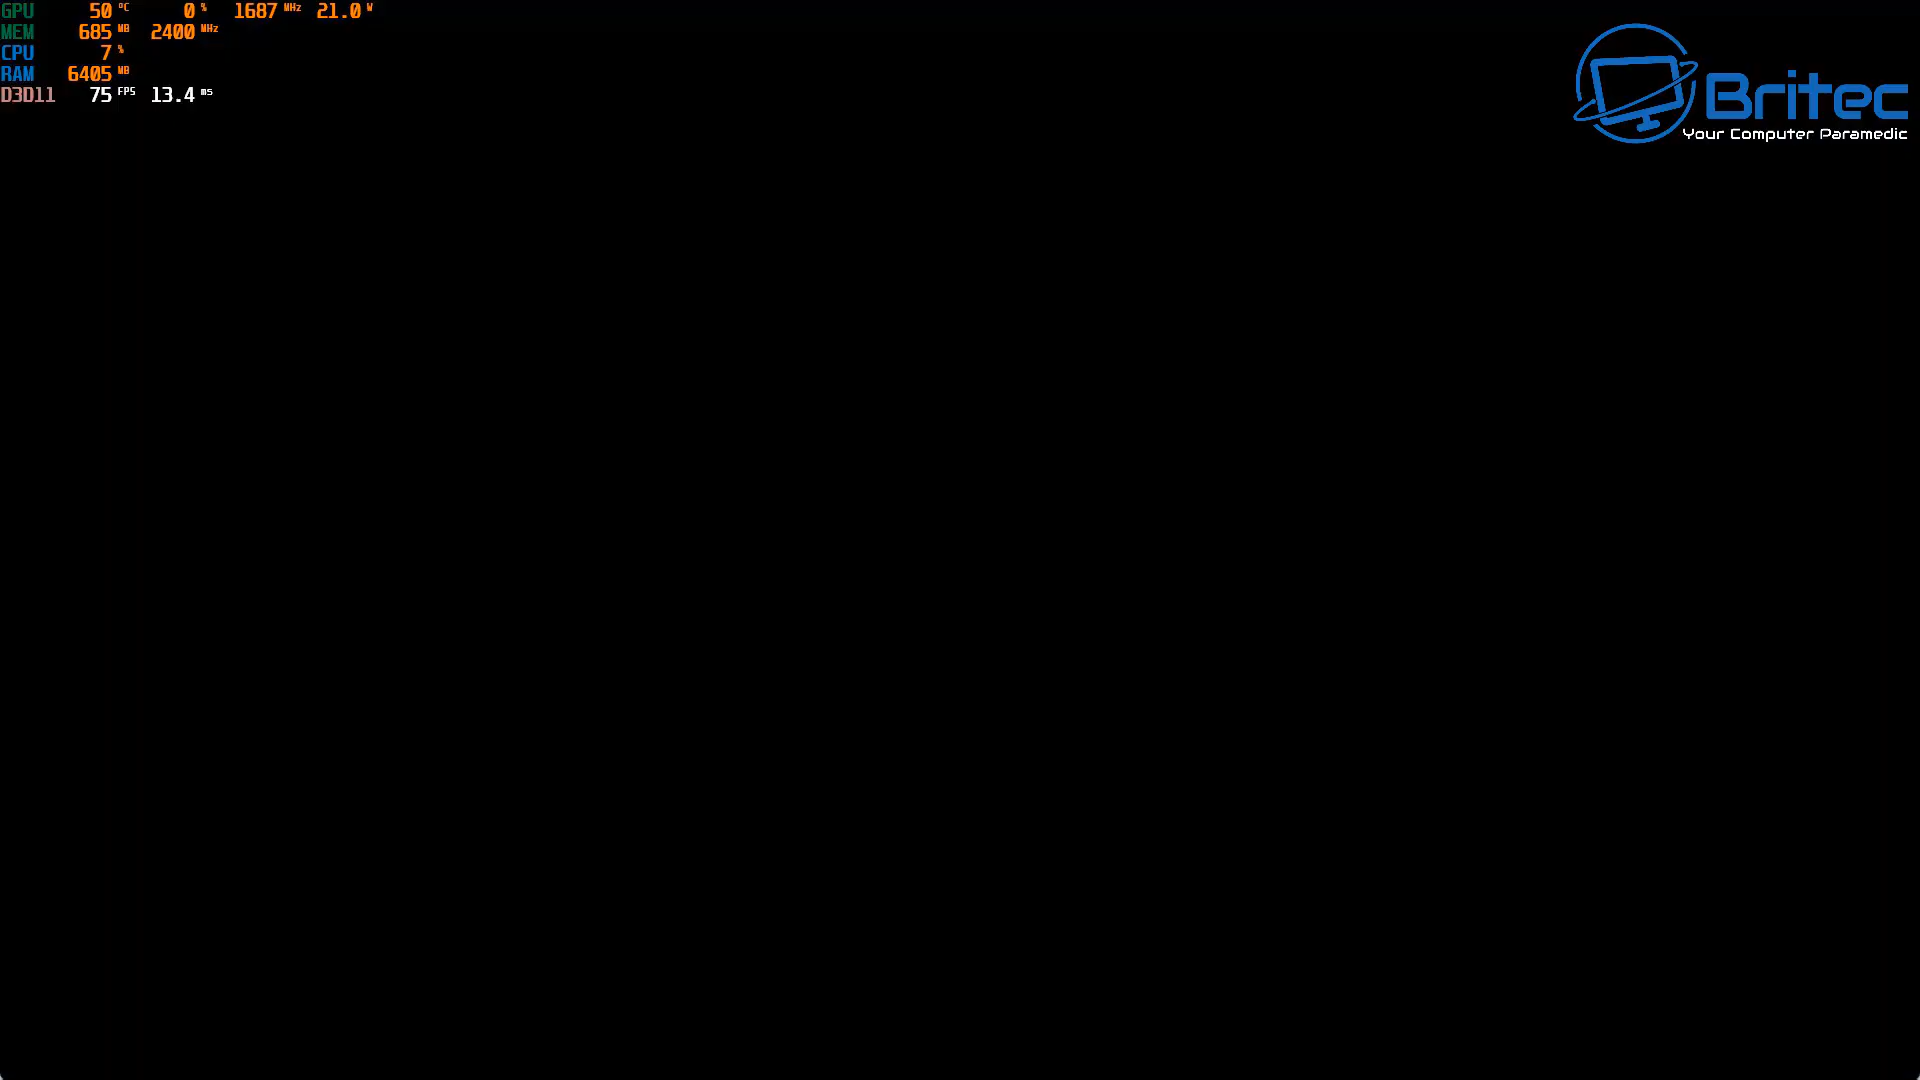 GPU 50 °C 0 % 1687 MHz 21.0 W
MEM 685 MB 2400 MHz
CPU 7 %
RAM 6405 MB
D3D11 75 FPS 13.4 ms
Britec
Your Computer Paramedic